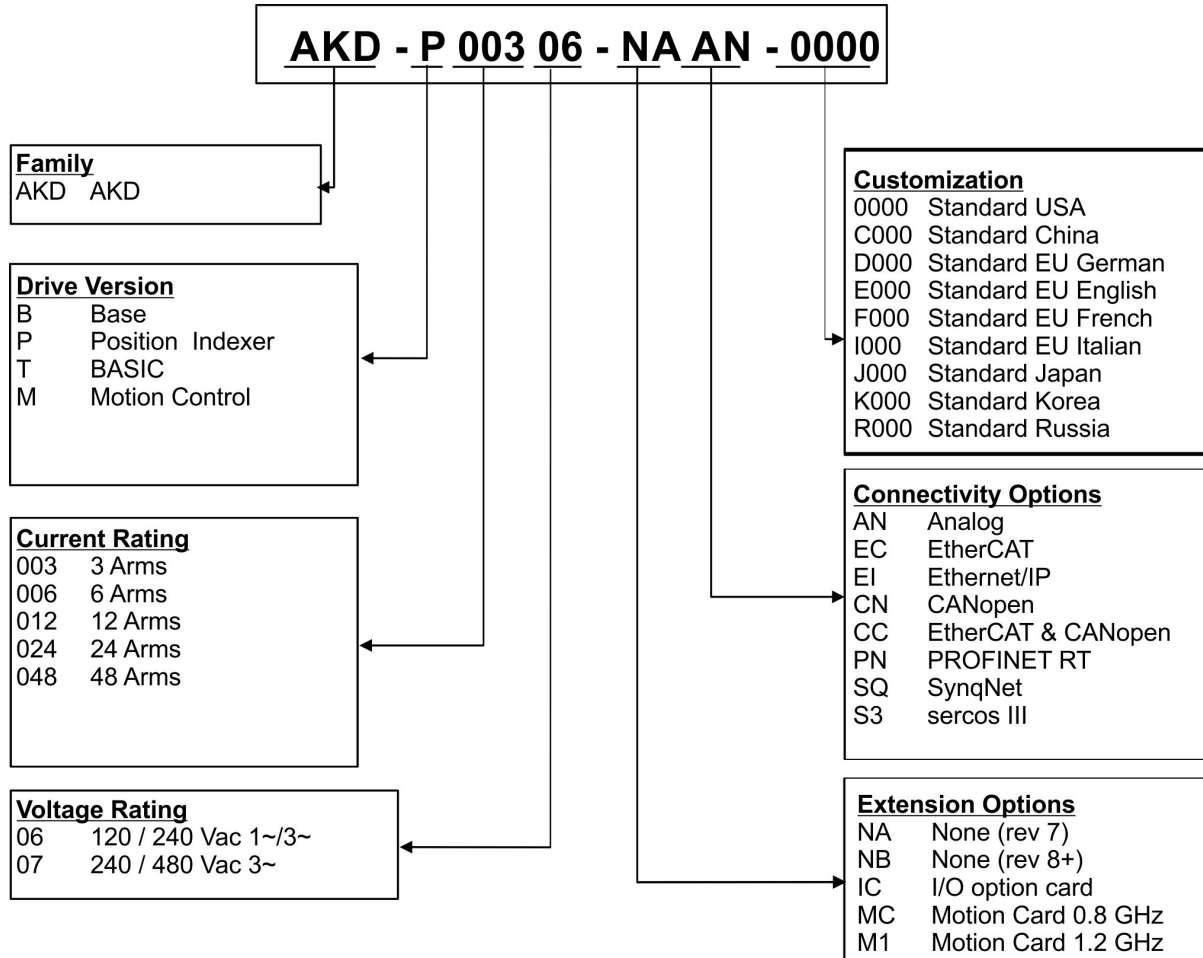 AKD - P 003 06 - NA AN - 0000
Family
AKD AKD
Drive Version
B Base
P Position Indexer
T BASIC
M Motion Control
Current Rating
003 3 Arms
006 6 Arms
012 12 Arms
024 24 Arms
048 48 Arms
Voltage Rating
06 120 / 240 Vac 1~/3~
07 240 / 480 Vac 3~
Customization
0000 Standard USA
C000 Standard China
D000 Standard EU German
E000 Standard EU English
F000 Standard EU French
I000 Standard EU Italian
J000 Standard Japan
K000 Standard Korea
R000 Standard Russia
Connectivity Options
AN Analog
EC EtherCAT
EI Ethernet/IP
CN CANopen
CC EtherCAT & CANopen
PN PROFINET RT
SQ SynqNet
S3 sercos III
Extension Options
NA None (rev 7)
NB None (rev 8+)
IC I/O option card
MC Motion Card 0.8 GHz
M1 Motion Card 1.2 GHz